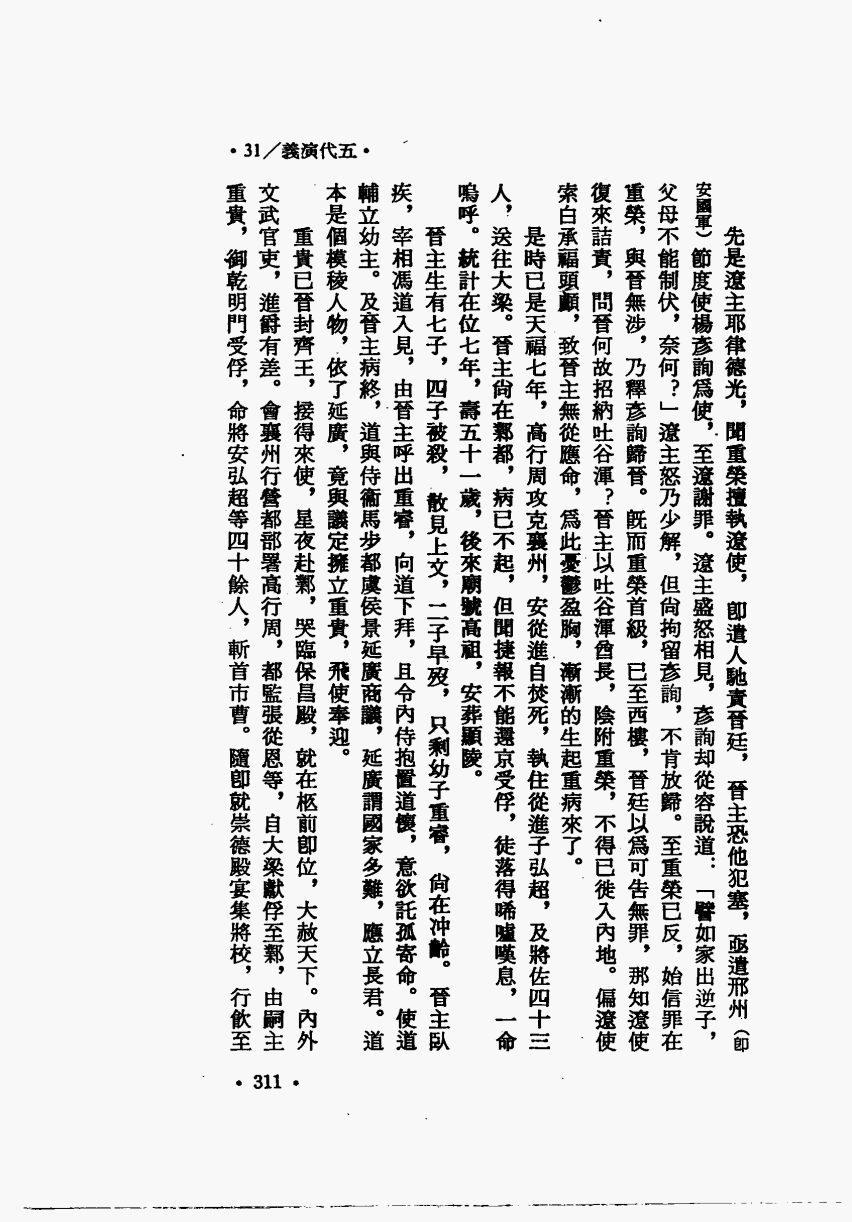 •31／義演代五•
先是遼主耶律德光，聞重榮擅執遼使，卽遣人馳責晉廷，晉主恐他犯塞，亟遣邢州（卽
安國軍）節度使楊彥詢爲使，至遼謝罪。遼主盛怒相見，彥詢却從容說道：「譬如家出逆子，
父母不能制伏，奈何？」遼主怒乃少解，但尙拘留彥詢，不肯放歸。至重榮已反，始信罪在
重榮，與晉無涉，乃釋彥詢歸晉。旣而重榮首級，已至西樓，晉廷以爲可告無罪，那知遼使
復來詰責，問晉何故招納吐谷渾？晉主以吐谷渾酋長，陰附重榮，不得已徙入內地。偏遼使
索白承福頭顱，致晉主無從應命，爲此憂鬱盈胸，漸漸的生起重病來了。
是時已是天福七年，高行周攻克襄州，安從進自焚死，執住從進子弘超，及將佐四十三
人，送往大梁。晉主尙在鄴都，病已不起，但聞捷報不能還京受俘，徒落得唏噓嘆息，一命
嗚呼。統計在位七年，壽五十一歲，後來廟號高祖，安葬顯陵。
晉主生有七子，四子被殺，散見上文，二子早歿，只剩幼子重睿，尙在冲齡。晉主臥
疾，宰相馮道入見，由晉主呼出重睿，向道下拜，且令內侍抱置道懷，意欲託孤寄命。使道
輔立幼主。及晉主病終，道與侍衞馬步都虞侯景延廣商議，延廣謂國家多難，應立長君。道
本是個模稜人物，依了延廣，竟與議定擁立重貴，飛使奉迎。
重貴已晉封齊王，接得來使，星夜赴鄴，哭臨保昌殿，就在柩前卽位，大赦天下。內外
文武官吏，進爵有差。會襄州行營都部署高行周，都監張從恩等，自大梁獻俘至鄴，由嗣主
重貴，御乾明門受俘，命將安弘超等四十餘人，斬首市曹。隨卽就崇德殿宴集將校，行飮至
•311•